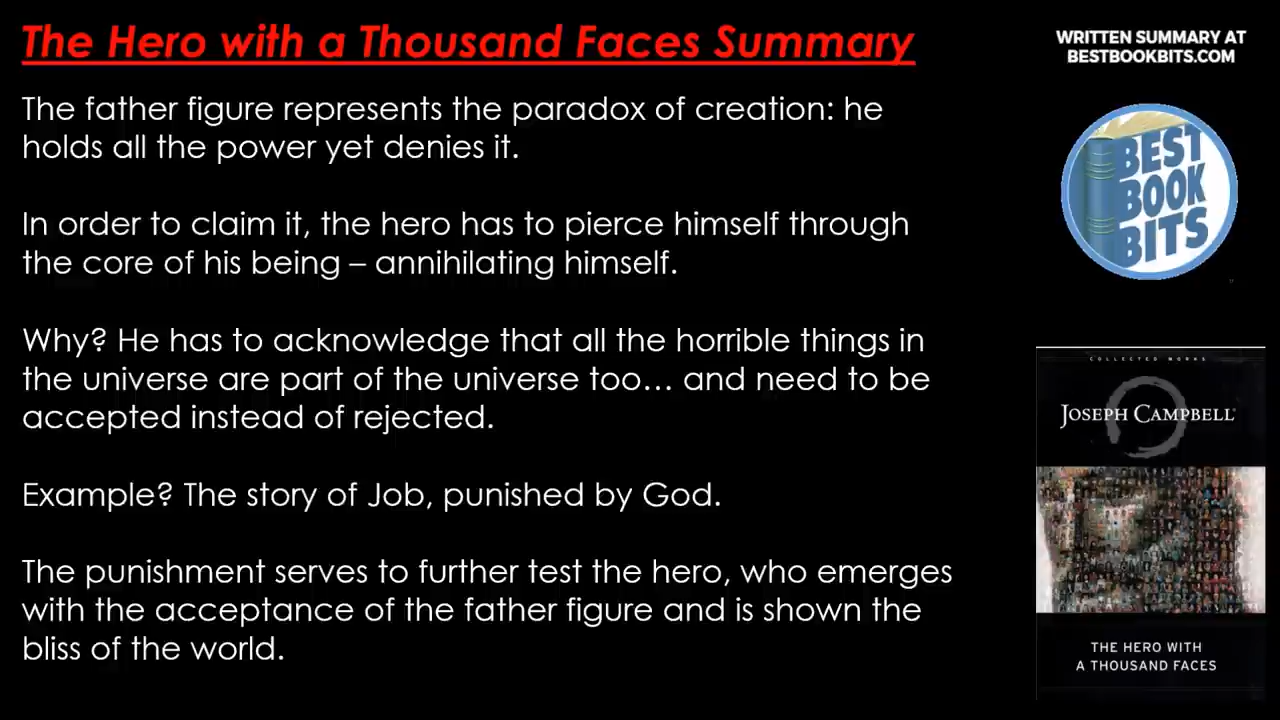 The Hero with a Thousand Faces Summary
WRITTEN SUMMARY AT
BESTBOOKBITS.COM
The father figure represents the paradox of creation: he
holds all the power yet denies it.
In order to claim it, the hero has to pierce himself through
the core of his being – annihilating himself.
Why? He has to acknowledge that all the horrible things in
the universe are part of the universe too... and need to be
accepted instead of rejected.
Example? The story of Job, punished by God.
The punishment serves to further test the hero, who emerges
with the acceptance of the father figure and is shown the
bliss of the world.
BEST
BOOK
BITS
COLLECTED WORKS
JOSEPH CAMPBELL
THE HERO WITH
A THOUSAND FACES